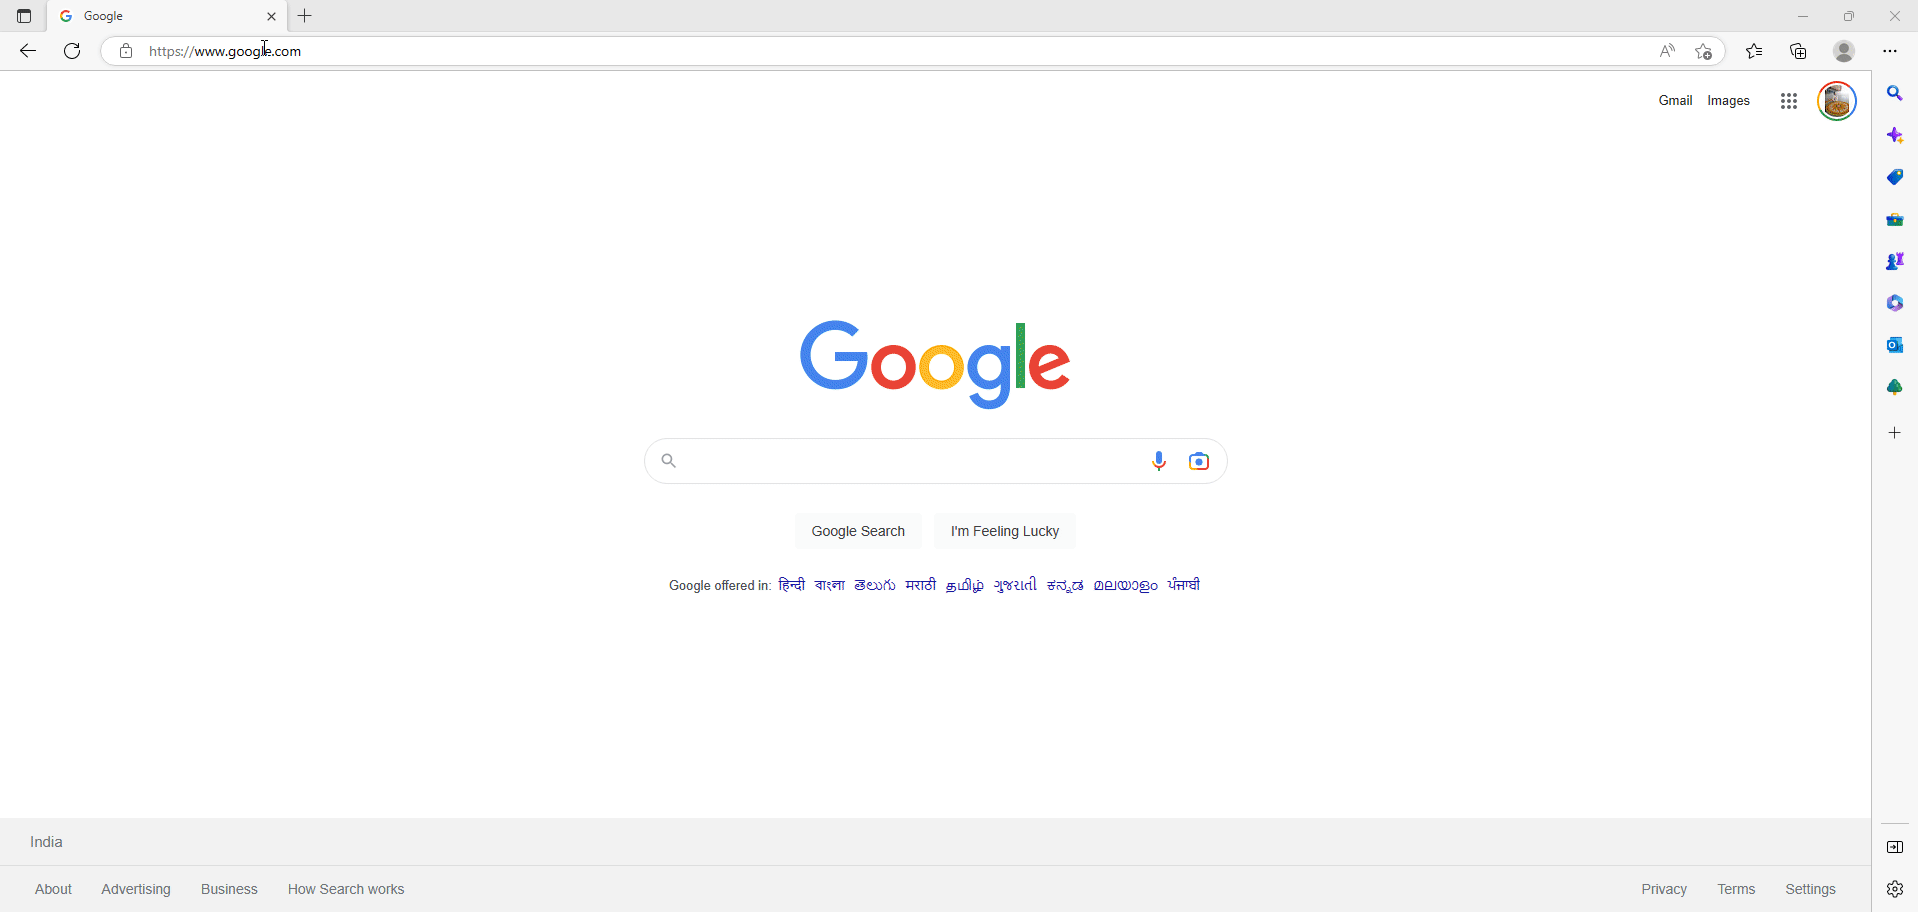 Google
https://www.google.com
Gmail Images
Google
Google Search I'm Feeling Lucky
Google offered in: हिन्दी বাংলা తెలుగు मराठी தமிழ் ગુજરાતી ಕನ್ನಡ മലയാളം ਪੰਜਾਬੀ
India
About Advertising Business How Search works Privacy Terms Settings